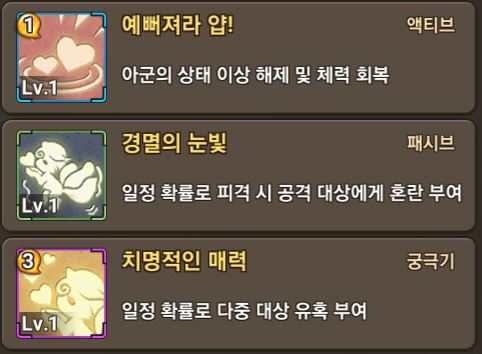 1
예뻐져라 얍!
액티브
Lv.1
아군의 상태 이상 해제 및 체력 회복
경멸의 눈빛
패시브
Lv.1
일정 확률로 피격 시 공격 대상에게 혼란 부여
3
치명적인 매력
궁극기
Lv.1
일정 확률로 다중 대상 유혹 부여